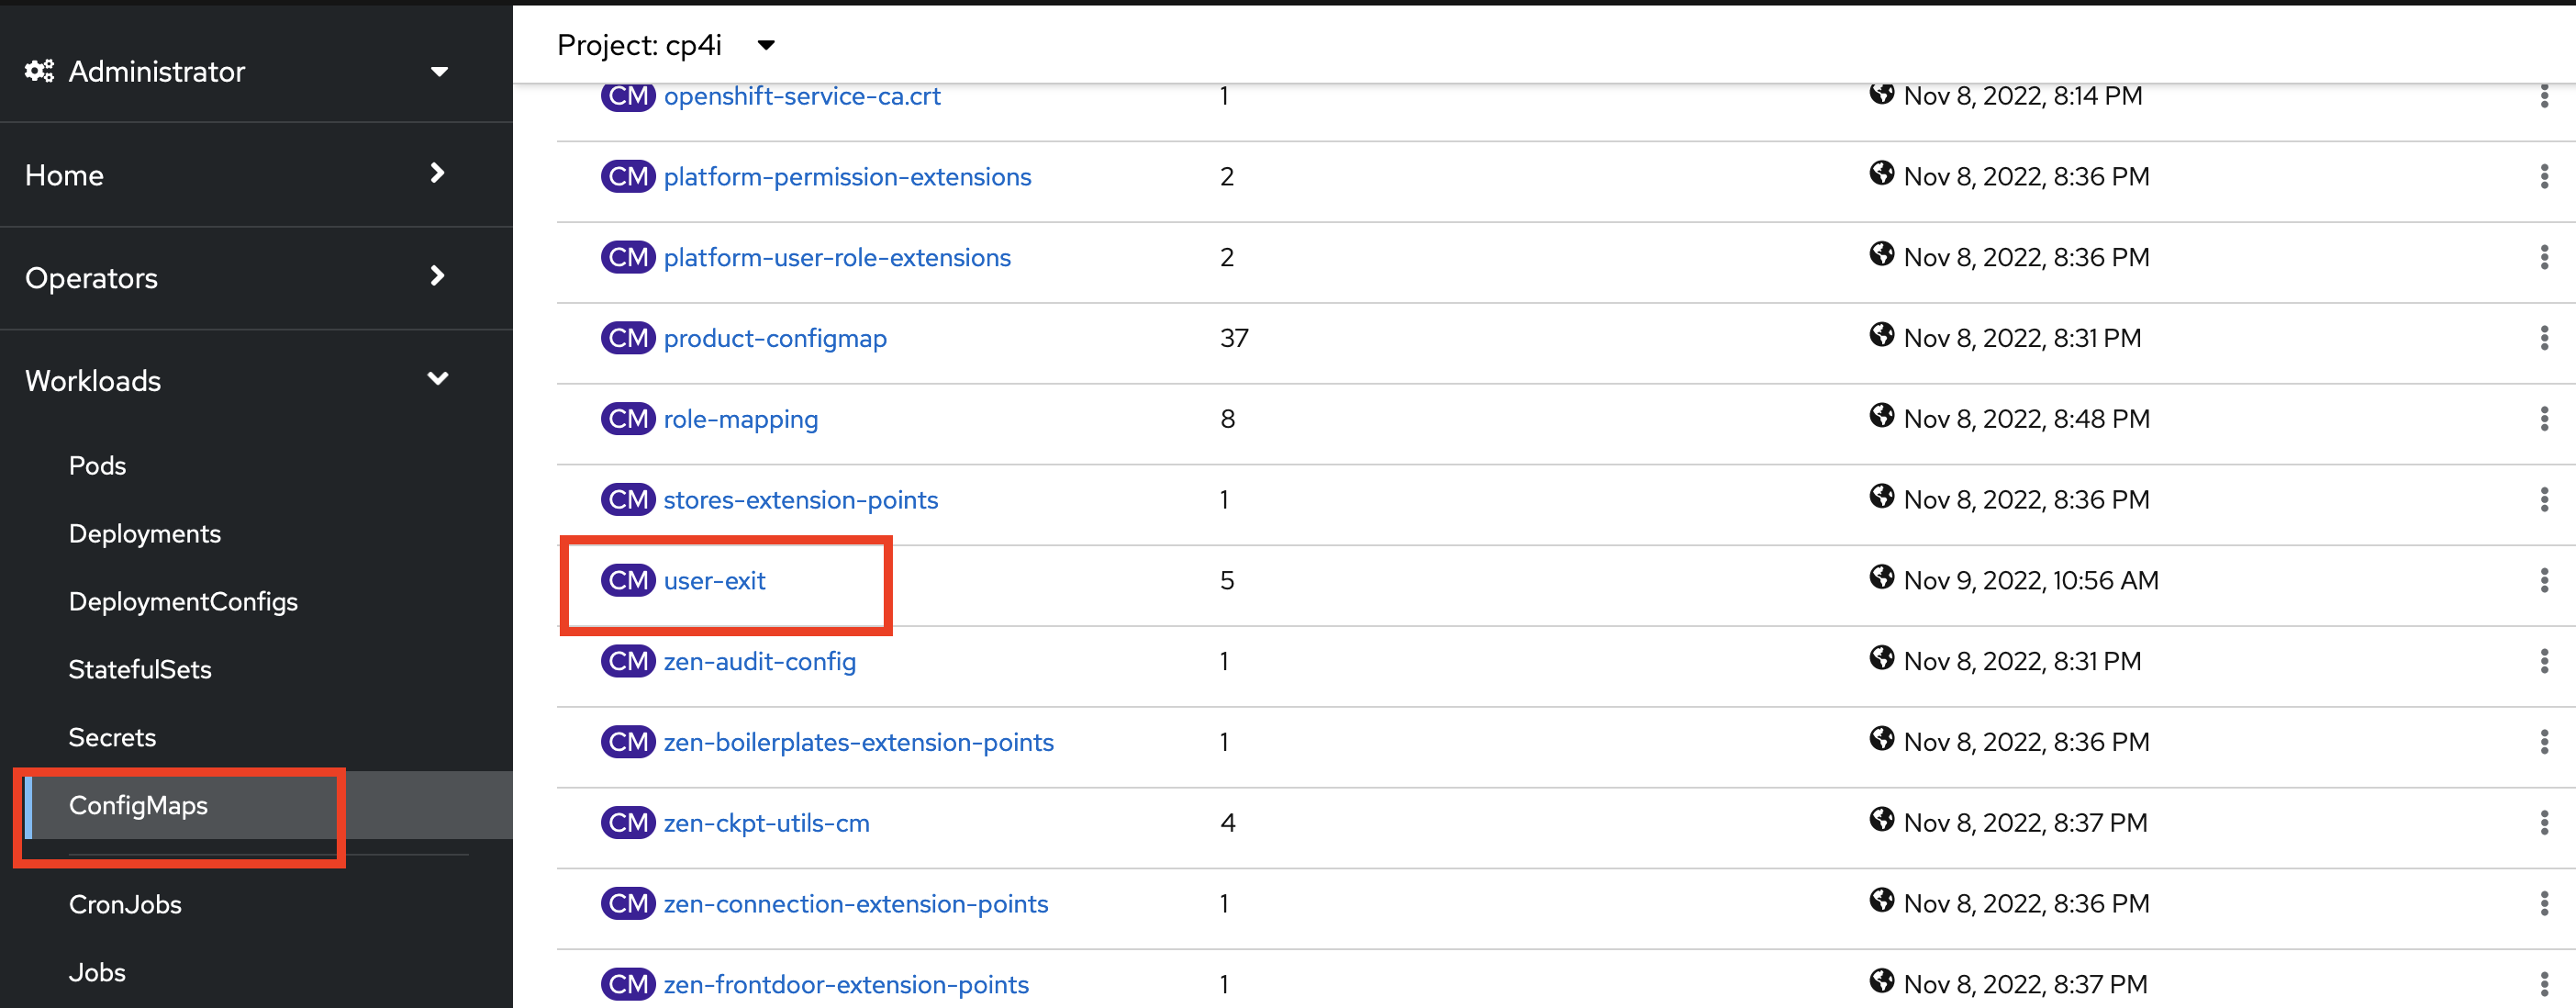 Administrator
Home
Operators
Workloads
Pods
Deployments
DeploymentConfigs
StatefulSets
Secrets
ConfigMaps
CronJobs
Jobs
Project: cp4i
CM openshift-service-ca.crt 1 Nov 8, 2022, 8:14 PM
CM platform-permission-extensions 2 Nov 8, 2022, 8:36 PM
CM platform-user-role-extensions 2 Nov 8, 2022, 8:36 PM
CM product-configmap 37 Nov 8, 2022, 8:31 PM
CM role-mapping 8 Nov 8, 2022, 8:48 PM
CM stores-extension-points 1 Nov 8, 2022, 8:36 PM
CM user-exit 5 Nov 9, 2022, 10:56 AM
CM zen-audit-config 1 Nov 8, 2022, 8:31 PM
CM zen-boilerplates-extension-points 1 Nov 8, 2022, 8:36 PM
CM zen-ckpt-utils-cm 4 Nov 8, 2022, 8:37 PM
CM zen-connection-extension-points 1 Nov 8, 2022, 8:36 PM
CM zen-frontdoor-extension-points 1 Nov 8, 2022, 8:37 PM